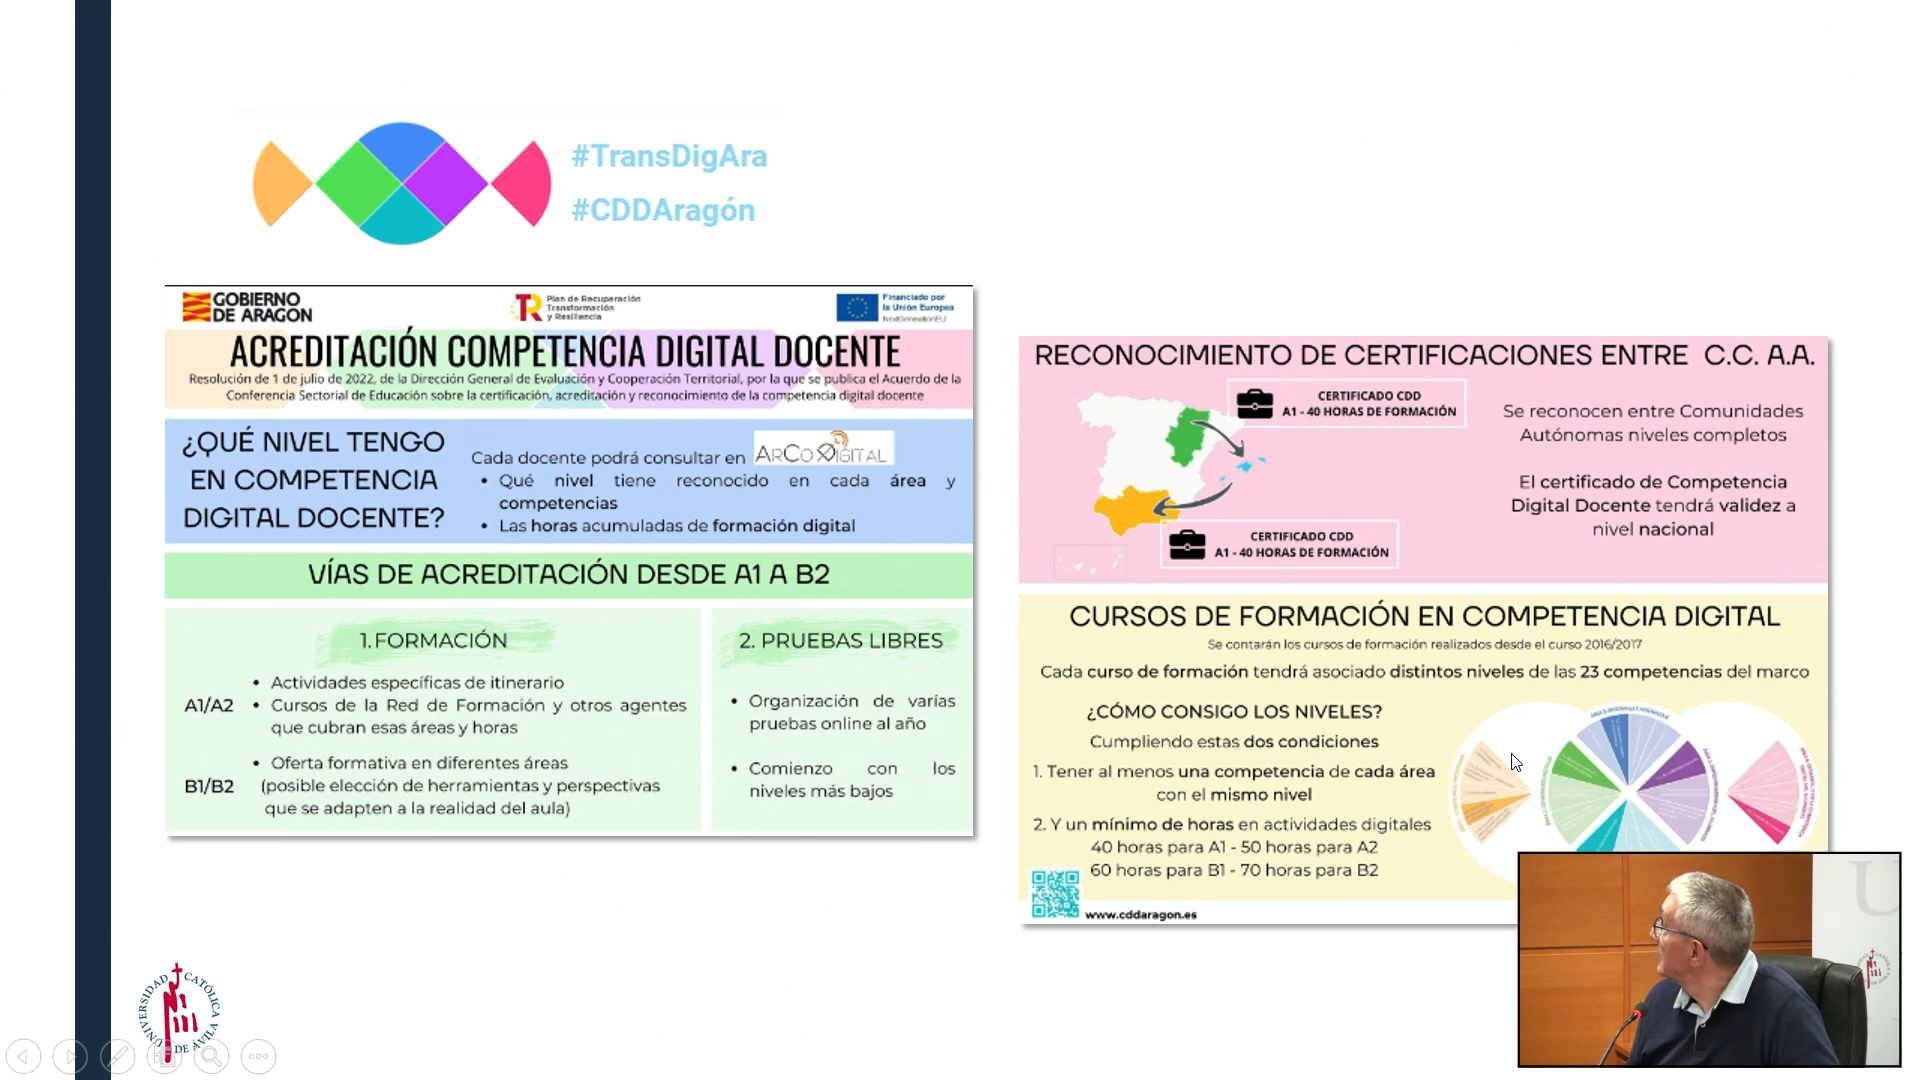 #TransDigAra
#CDDAragón
GOBIERNO
DE ARAGON
Plan de Recuperación
Transformación
y Resiliencia
Financiado por
la Unión Europea
NextGenerationEU
ACREDITACIÓN COMPETENCIA DIGITAL DOCENTE
Resolución de 1 de julio de 2022, de la Dirección General de Evaluación y Cooperación Territorial, por la que se publica el Acuerdo de la
Conferencia Sectorial de Educación sobre la certificación, acreditación y reconocimiento de la competencia digital docente
¿QUÉ NIVEL TENGO
EN COMPETENCIA
DIGITAL DOCENTE?
Cada docente podrá consultar en ARCO DIGITAL
• Qué nivel tiene reconocido en cada área y
competencias
• Las horas acumuladas de formación digital
VÍAS DE ACREDITACIÓN DESDE A1 A B2
1.FORMACIÓN
A1/A2
• Actividades específicas de itinerario
• Cursos de la Red de Formación y otros agentes
que cubran esas áreas y horas
B1/B2
• Oferta formativa en diferentes áreas
(posible elección de herramientas y perspectivas
que se adapten a la realidad del aula)
2. PRUEBAS LIBRES
• Organización de varías
pruebas online al año
• Comienzo con los
niveles más bajos
RECONOCIMIENTO DE CERTIFICACIONES ENTRE C.C. A.A.
CERTIFICADO CDD
A1 - 40 HORAS DE FORMACIÓN
CERTIFICADO CDD
A1 - 40 HORAS DE FORMACIÓN
Se reconocen entre Comunidades
Autónomas niveles completos
El certificado de Competencia
Digital Docente tendrá validez a
nivel nacional
CURSOS DE FORMACIÓN EN COMPETENCIA DIGITAL
Se contarán los cursos de formación realizados desde el curso 2016/2017
Cada curso de formación tendrá asociado distintos niveles de las 23 competencias del marco
¿CÓMO CONSIGO LOS NIVELES?
Cumpliendo estas dos condiciones
1. Tener al menos una competencia de cada área
con el mismo nivel
2. Y un mínimo de horas en actividades digitales
40 horas para A1 - 50 horas para A2
60 horas para B1 - 70 horas para B2
www.cddaragon.es
UNIVERSIDAD CATÓLICA DE ÁVILA